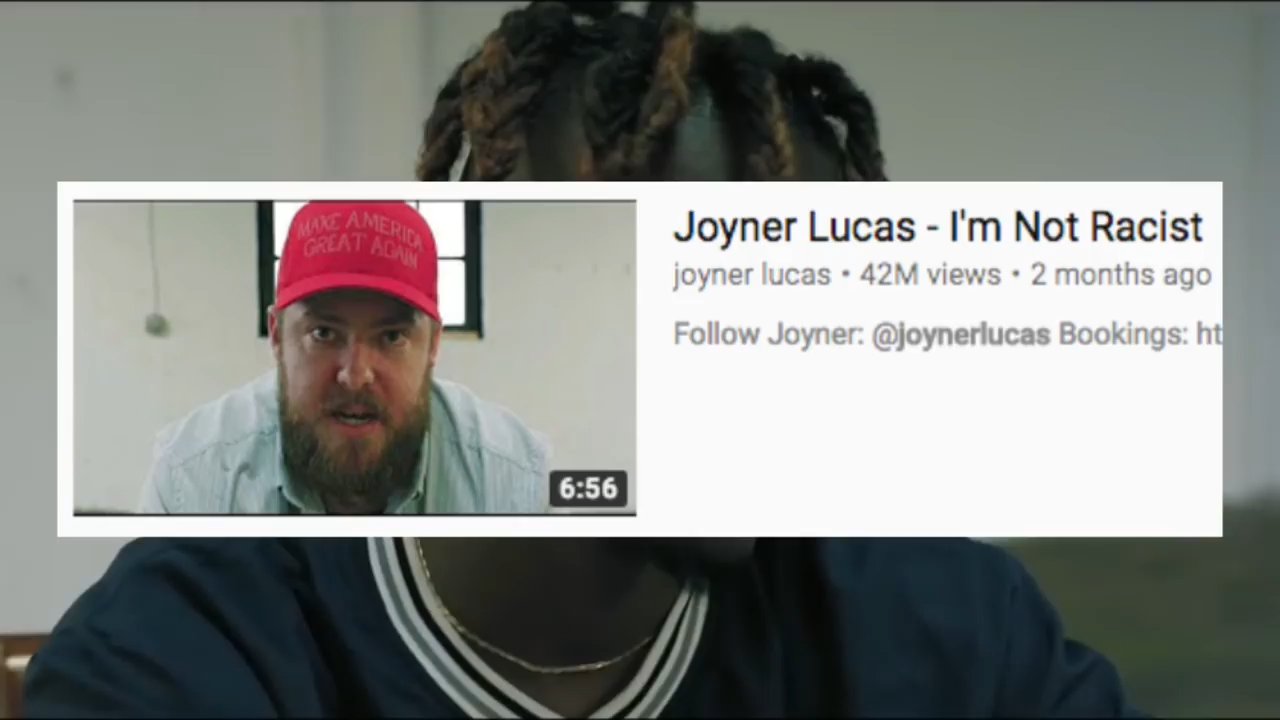 MAKE AMERICA
GREAT AGAIN
6:56
Joyner Lucas - I'm Not Racist
joyner lucas • 42M views • 2 months ago
Follow Joyner: @joynerlucas Bookings: ht